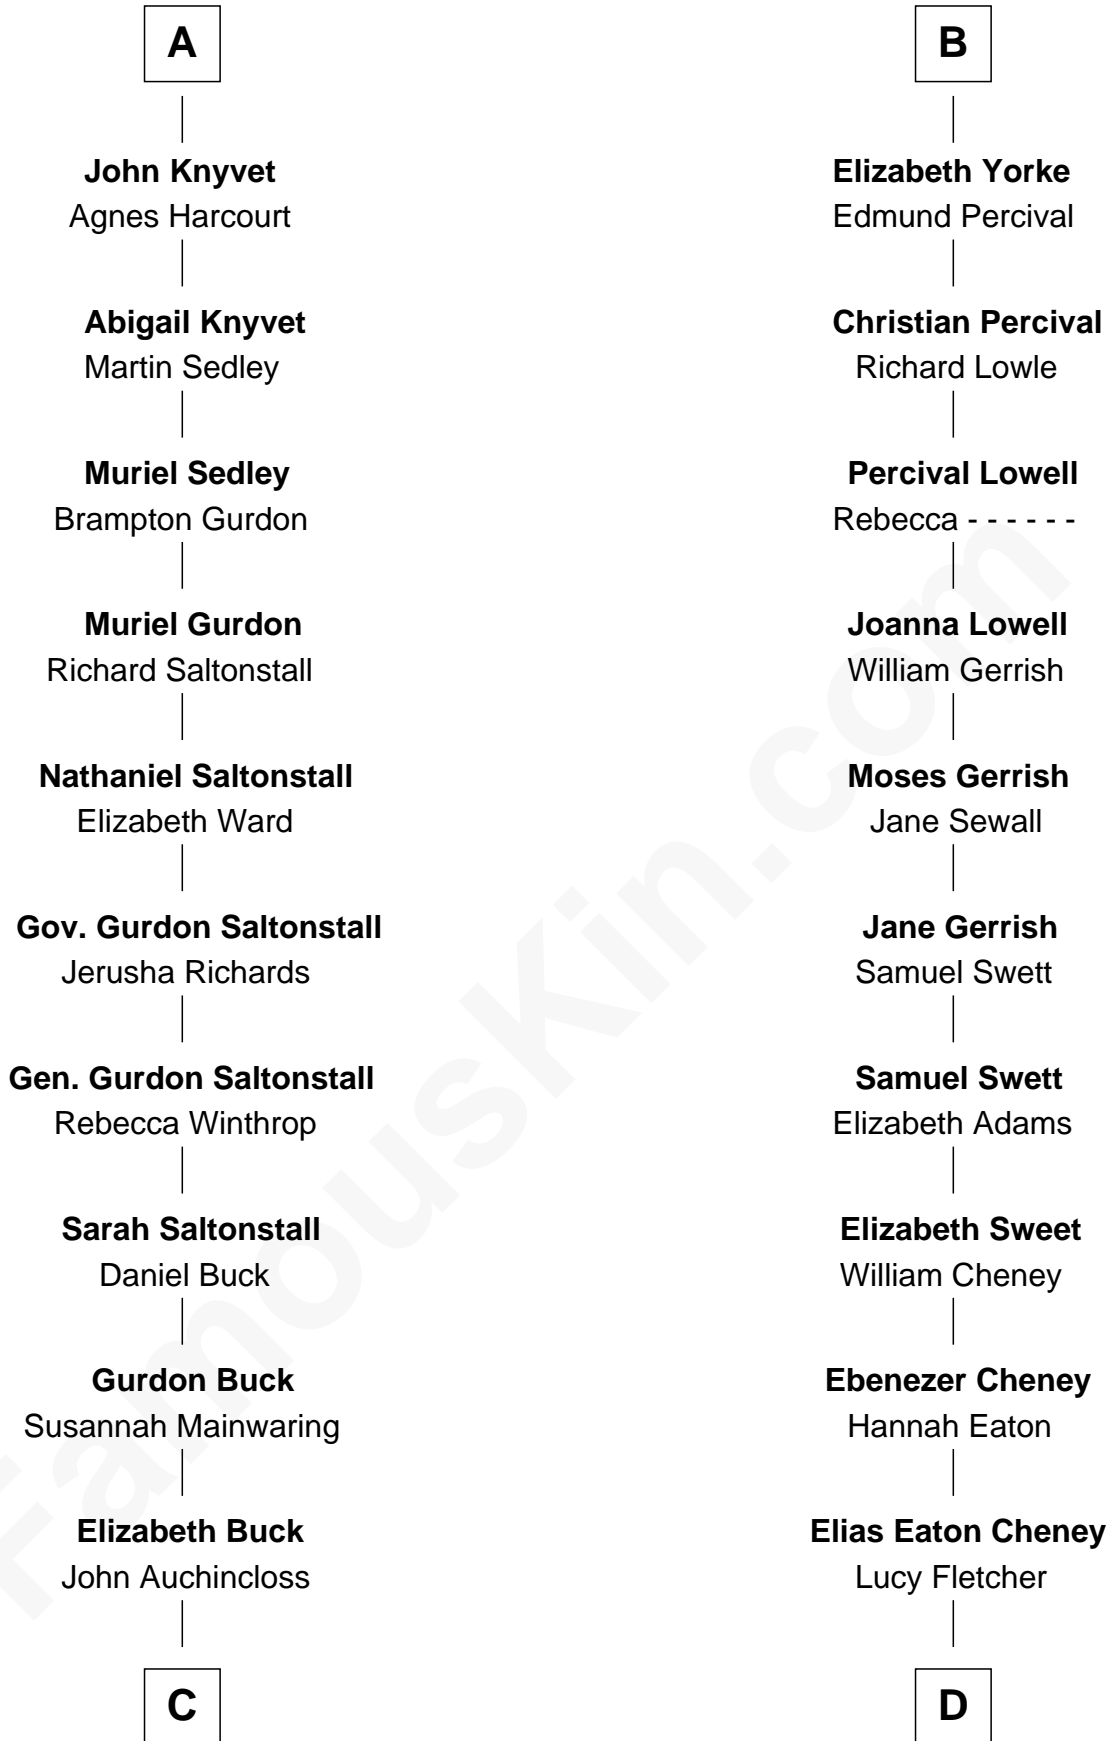 A
John Knyvet
Agnes Harcourt
Abigail Knyvet
Martin Sedley
Muriel Sedley
Brampton Gurdon
Muriel Gurdon
Richard Saltonstall
Nathaniel Saltonstall
Elizabeth Ward
Gov. Gurdon Saltonstall
Jerusha Richards
Gen. Gurdon Saltonstall
Rebecca Winthrop
Sarah Saltonstall
Daniel Buck
Gurdon Buck
Susannah Mainwaring
Elizabeth Buck
John Auchincloss
C
B
Elizabeth Yorke
Edmund Percival
Christian Percival
Richard Lowle
Percival Lowell
Rebecca - - - - - -
Joanna Lowell
William Gerrish
Moses Gerrish
Jane Sewall
Jane Gerrish
Samuel Swett
Samuel Swett
Elizabeth Adams
Elizabeth Sweet
William Cheney
Ebenezer Cheney
Hannah Eaton
Elias Eaton Cheney
Lucy Fletcher
D
FamousKin.com